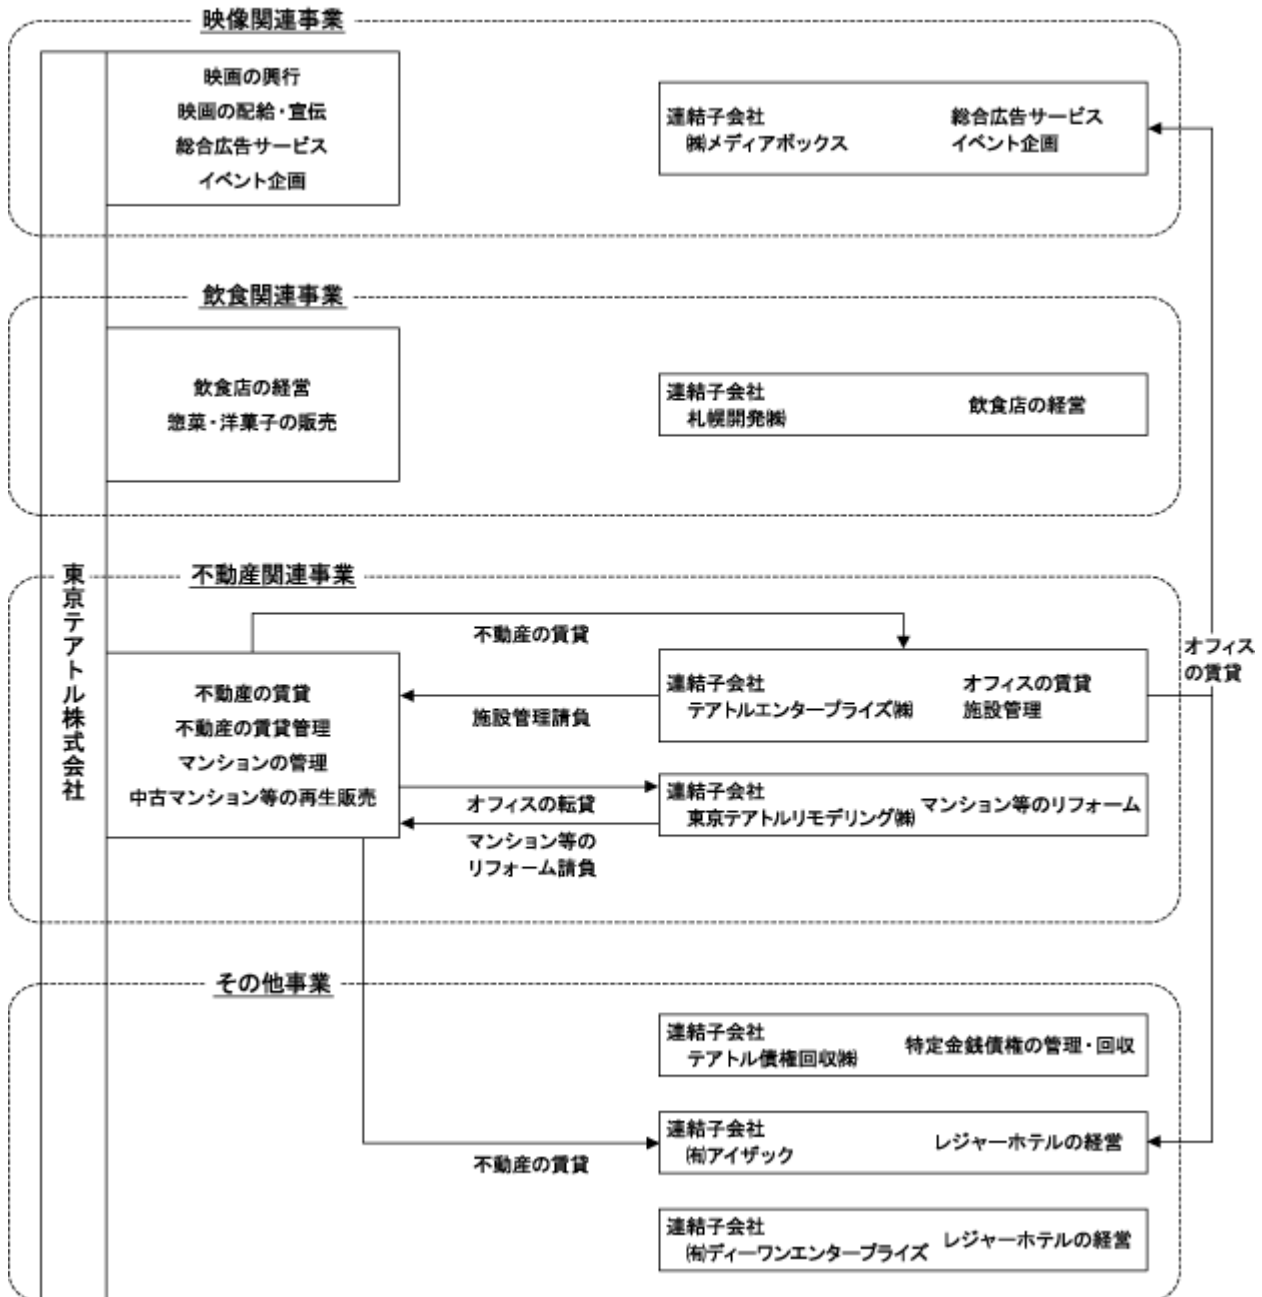 映像関連事業
映画の興行
映画の配給・宣伝
総合広告サービス
イベント企画
連結子会社
㈱メディアボックス
総合広告サービス
イベント企画
飲食関連事業
飲食店の経営
惣菜・洋菓子の販売
連結子会社
札幌開発㈱
飲食店の経営
東京テアトル株式会社
不動産関連事業
不動産の賃貸
不動産の賃貸
不動産の賃貸管理
マンションの管理
中古マンション等の再生販売
施設管理請負
連結子会社
テアトルエンタープライズ㈱
オフィスの賃貸
施設管理
オフィス
の賃貸
オフィスの転貸
マンション等の
リフォーム請負
連結子会社
東京テアトルリモデリング㈱
マンション等のリフォーム
その他事業
連結子会社
テアトル債権回収㈱
特定金銭債権の管理・回収
不動産の賃貸
連結子会社
㈲アイザック
レジャーホテルの経営
連結子会社
㈲ディーワンエンタープライズ
レジャーホテルの経営